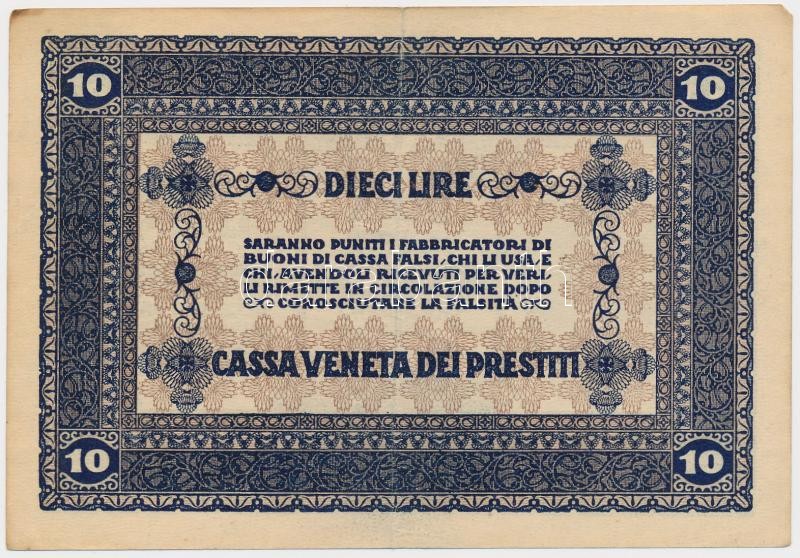 10 10
DIECI LIRE
SARANNO PUNITI I FABBRICATORI DI
BUONI DI CASSA FALSI, CHI LI USA, E
CHI, AVENDOLI RICEVUTI PER VERI,
LI RIMETTE IN CIRCOLAZIONE DOPO
CONOSCIUTANE LA FALSITÀ
CASSA VENETA DEI PRESTITI
10 10